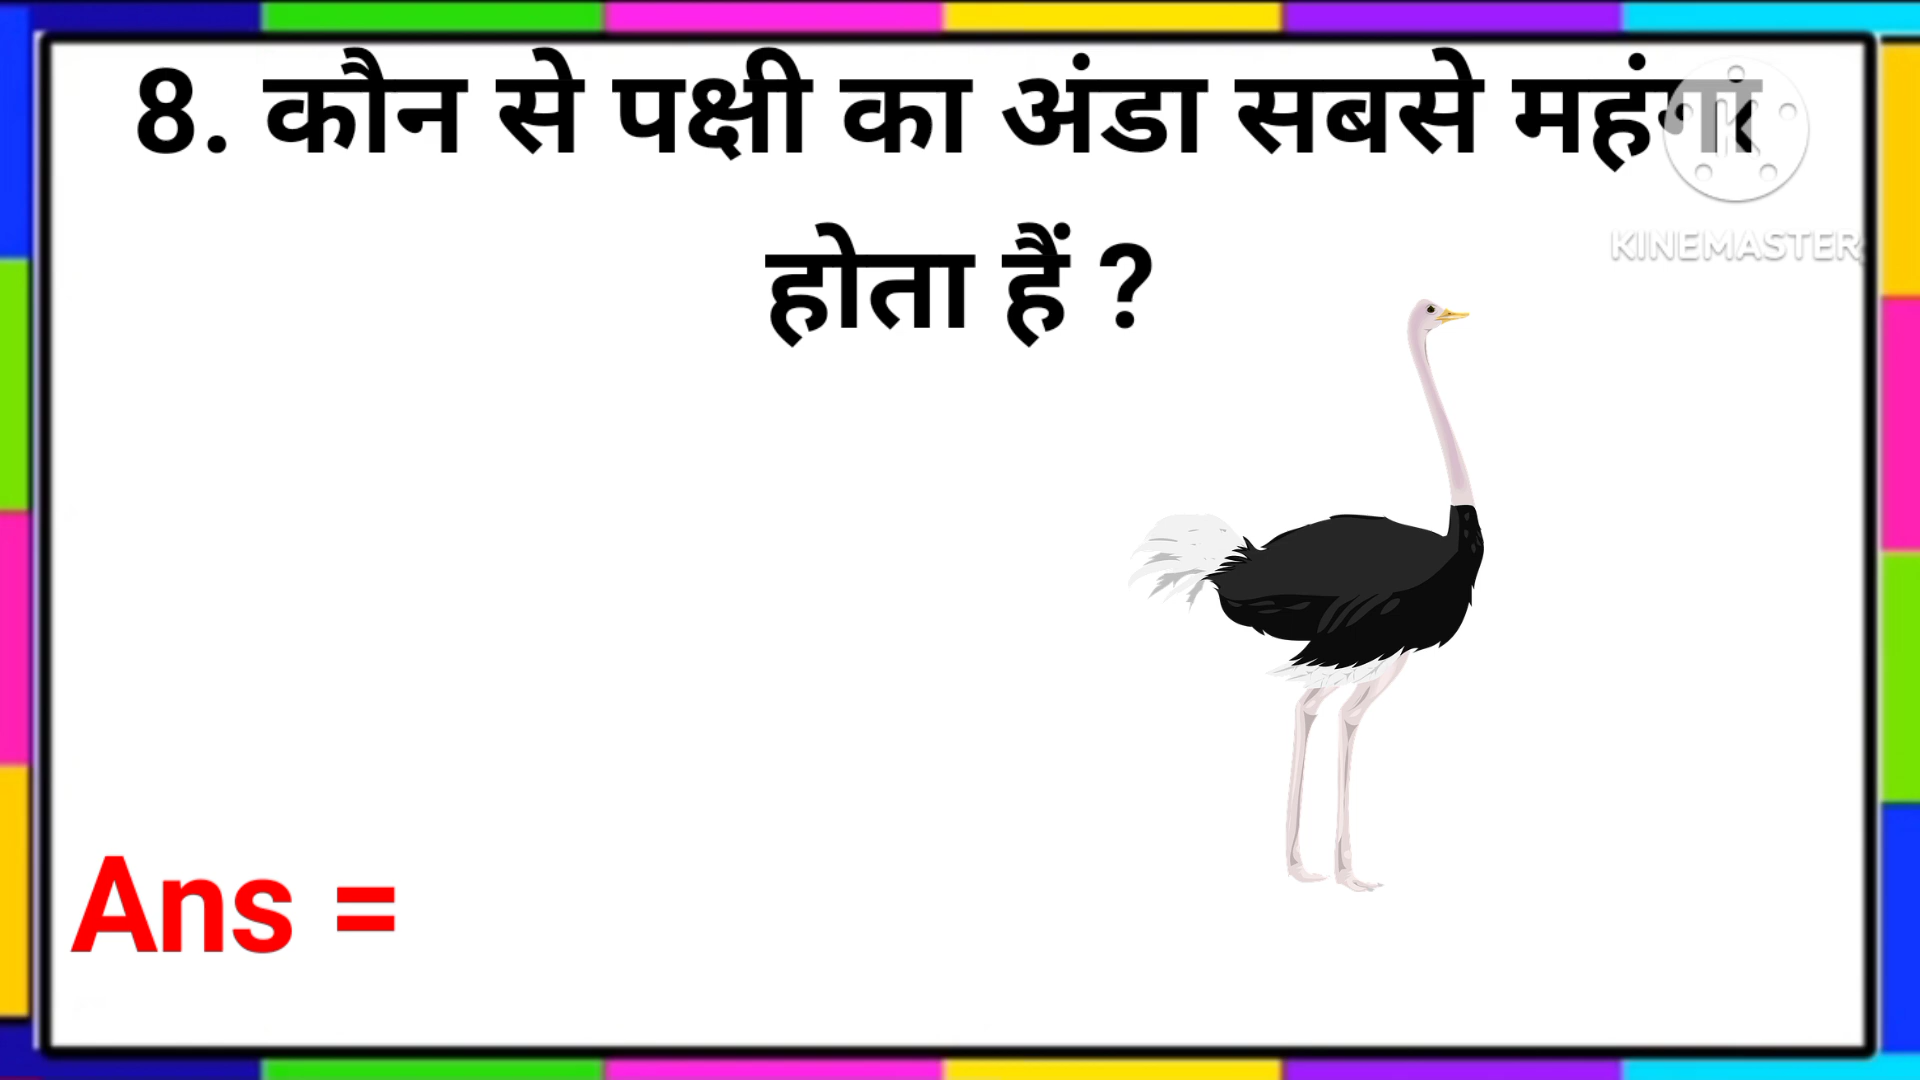 8. कौन से पक्षी का अंडा सबसे महंगा
होता हैं ?
KINEMASTER
Ans =